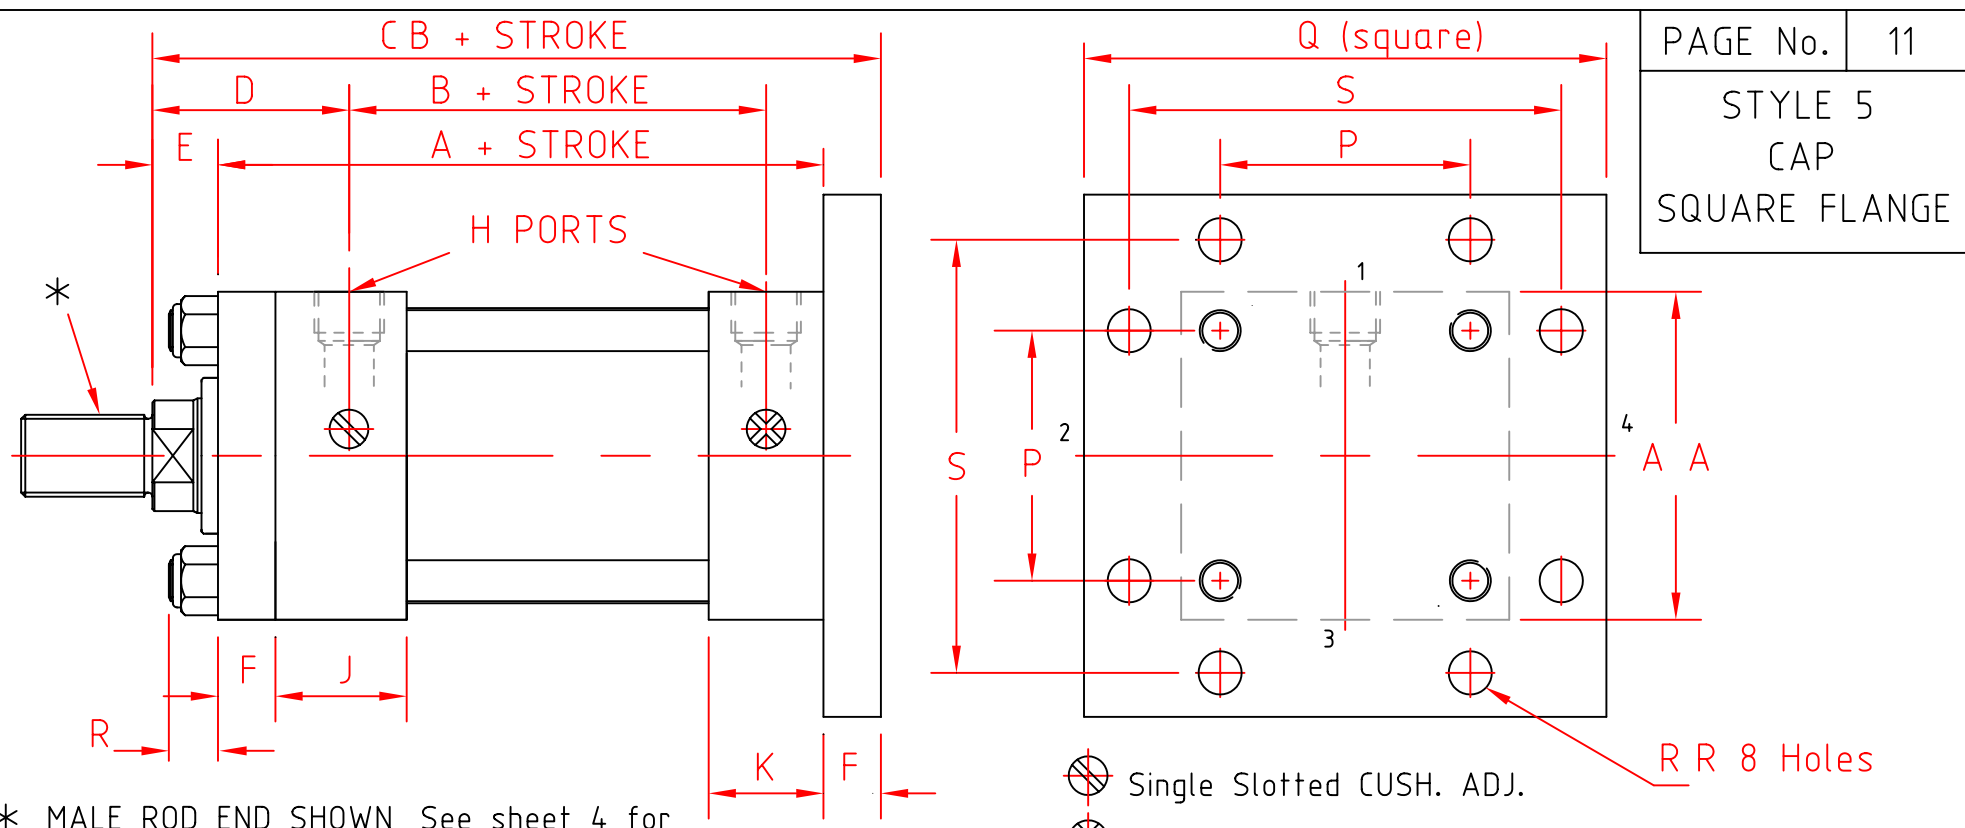 CB + STROKE
Q (square)
PAGE No. 11
D
B + STROKE
S
STYLE 5
E
A + STROKE
P
CAP
SQUARE FLANGE
H PORTS
1
*
2
4
S
P
A A
3
F
J
R
K
F
R R 8 Holes
Single Slotted CUSH. ADJ.
* MALE ROD END SHOWN See sheet 4 for